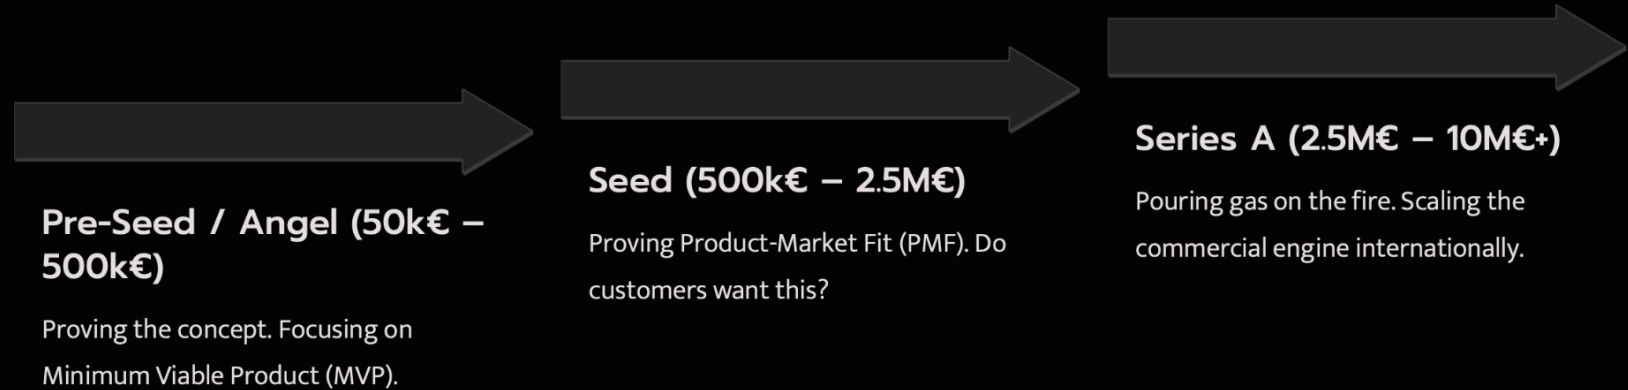 Pre-Seed / Angel (50k€ –
500k€)
Proving the concept. Focusing on
Minimum Viable Product (MVP).
Seed (500k€ – 2.5M€)
Proving Product-Market Fit (PMF). Do
customers want this?
Series A (2.5M€ – 10M€+)
Pouring gas on the fire. Scaling the
commercial engine internationally.